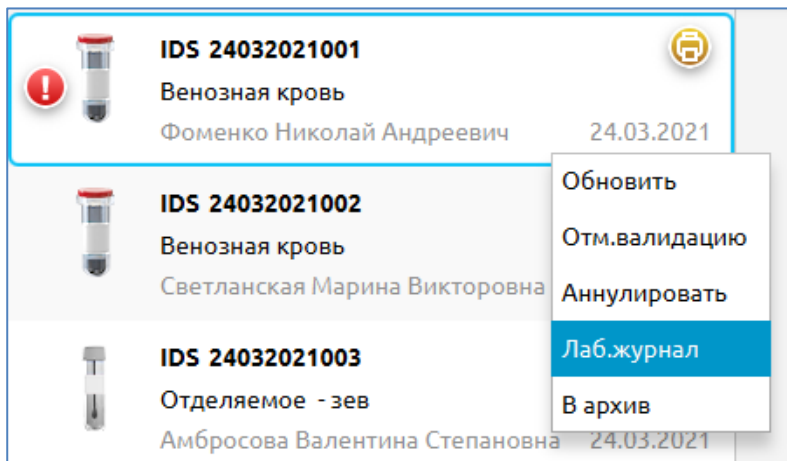 IDS 24032021001
Венозная кровь
Фоменко Николай Андреевич 24.03.2021
IDS 24032021002
Венозная кровь
Светланская Марина Викторовна
IDS 24032021003
Отделяемое - зев
Амбросова Валентина Степановна 24.03.2021
Обновить
Отм.валидацию
Аннулировать
Лаб.журнал
В архив